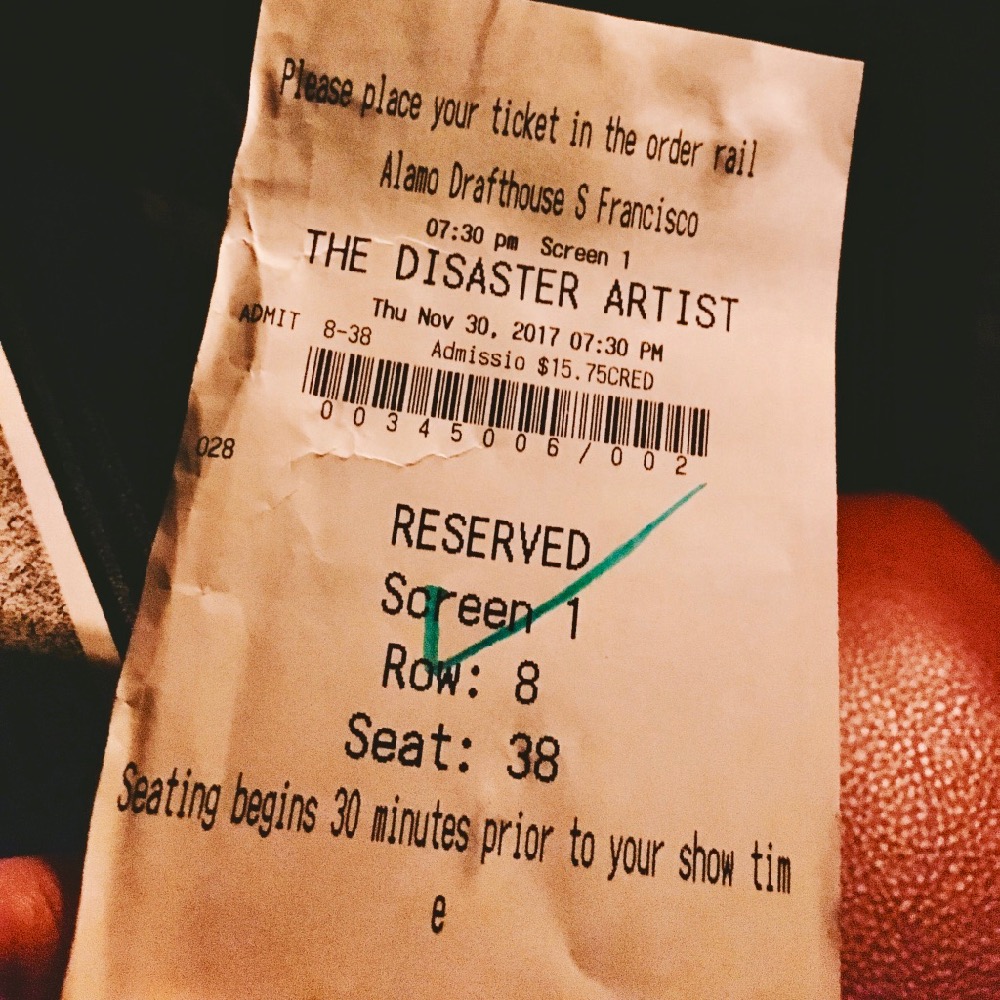 Please place your ticket in the order rail
Alamo Drafthouse S Francisco
07:30 pm Screen 1
THE DISASTER ARTIST
Thu Nov 30, 2017 07:30 PM
ADMIT 8-38 Admissio $15.75CRED
00345006/002
028
RESERVED
Screen 1
Row: 8
Seat: 38
Seating begins 30 minutes prior to your show tim
e